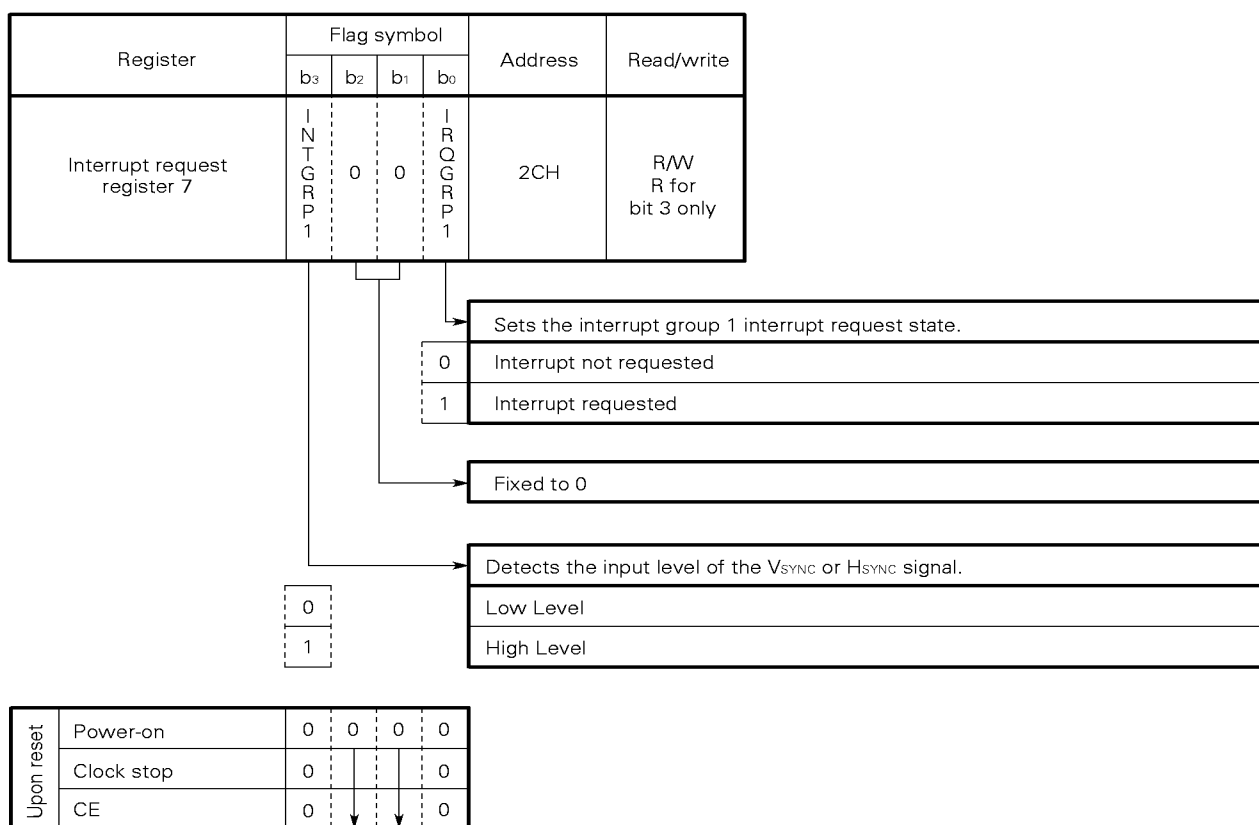 Register
Flag symbol
Address
Read/write
b3 b2 b1 b0
Interrupt request
register 7
INTGRP1
0
0
IRQGRP1
2CH
R/W
R for
bit 3 only
Sets the interrupt group 1 interrupt request state.
0 Interrupt not requested
1 Interrupt requested
Fixed to 0
Detects the input level of the VSYNC or HSYNC signal.
0 Low Level
1 High Level
Upon reset
Power-on 0 0 0 0
Clock stop 0 0
CE 0 0